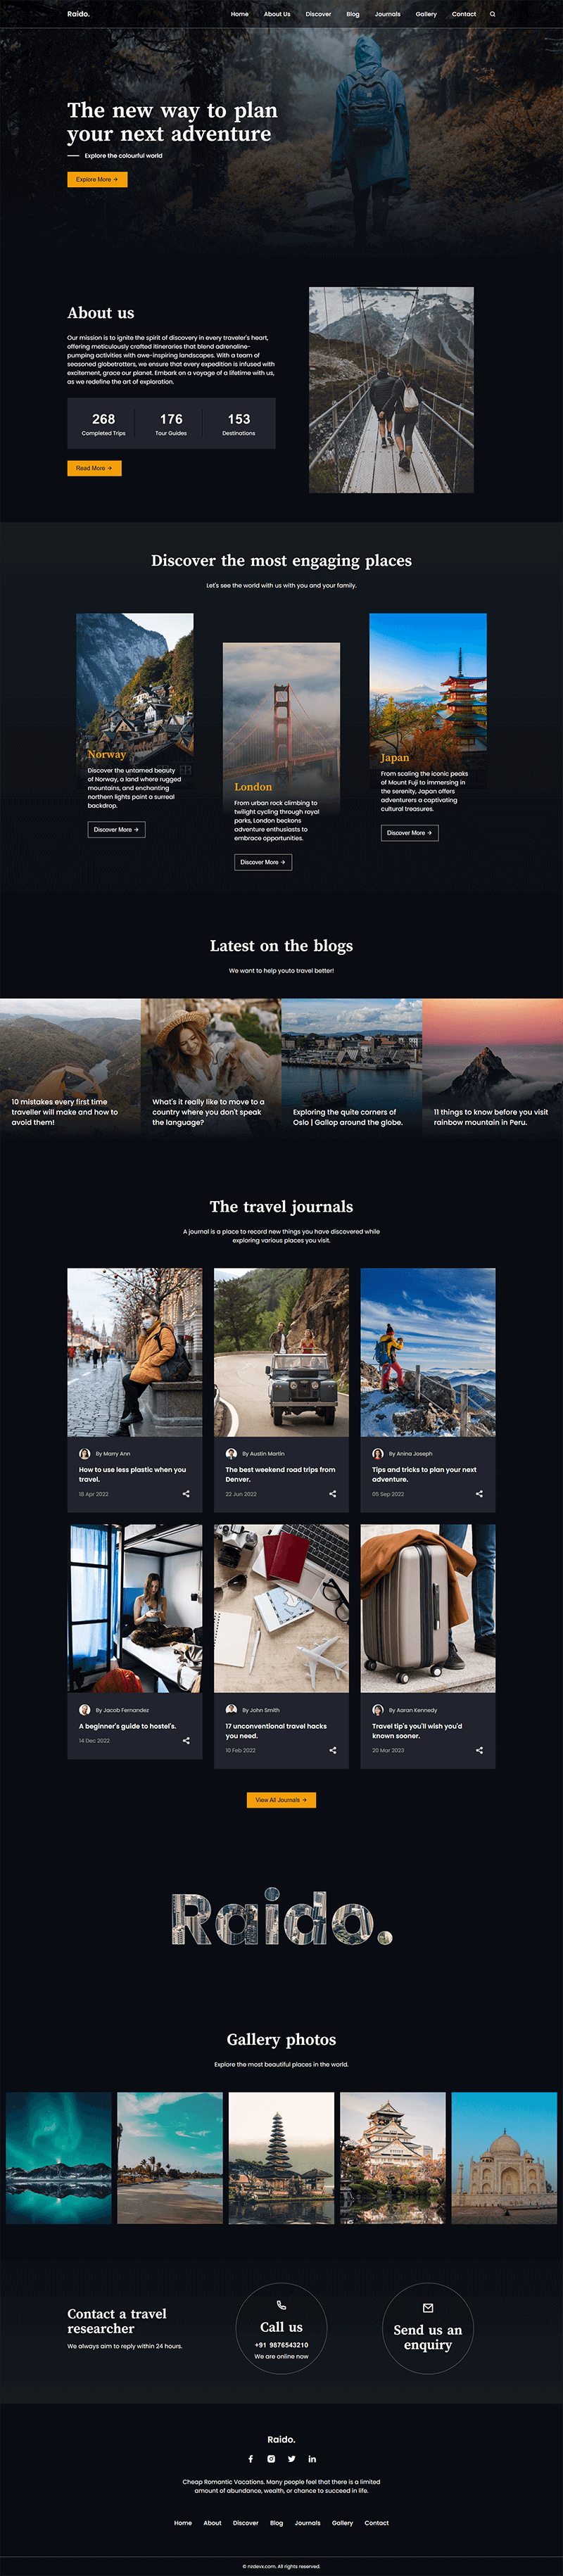 Raido.
Home About Us Discover Blog Journals Gallery Contact
The new way to plan
your next adventure
Explore the colourful world
Explore More →
About us
Our mission is to ignite the spirit of discovery in every traveler's heart,
offering meticulously crafted itineraries that blend adrenaline-
pumping activities with awe-inspiring landscapes. With a team of
seasoned globetrotters, we ensure that every expedition is infused with
excitement, grace our planet. Embark on a voyage of a lifetime with us,
as we redefine the art of exploration.
268 176 153
Completed Trips Tour Guides Destinations
Read More →
Discover the most engaging places
Let's see the world with us with you and your family.
Norway
Discover the untamed beauty
of Norway, a land where rugged
mountains, and enchanting
northern lights paint a surreal
backdrop.
Discover More →
London
From urban rock climbing to
twilight cycling through royal
parks, London beckons
adventure enthusiasts to
embrace opportunities.
Discover More →
Japan
From scaling the iconic peaks
of Mount Fuji to immersing in
the serenity, Japan offers
adventurers a captivating
cultural treasures.
Discover More →
Latest on the blogs
We want to help youto travel better!
10 mistakes every first time
traveller will make and how to
avoid them!
What's it really like to move to a
country where you don't speak
the language?
Exploring the quite corners of
Oslo | Gallop around the globe.
11 things to know before you visit
rainbow mountain in Peru.
The travel journals
A journal is a place to record new things you have discovered while
exploring various places you visit.
By Marry Ann
How to use less plastic when you
travel.
18 Apr 2022
By Austin Martin
The best weekend road trips from
Denver.
22 Jun 2022
By Anina Joseph
Tips and tricks to plan your next
adventure.
05 Sep 2022
By Jacob Fernandez
A beginner's guide to hostel's.
14 Dec 2022
By John Smith
17 unconventional travel hacks
you need.
10 Feb 2022
By Aaran Kennedy
Travel tip's you'll wish you'd
known sooner.
20 Mar 2023
View All Journals →
Raido.
Gallery photos
Explore the most beautiful places in the world.
Contact a travel
researcher
We always aim to reply within 24 hours.
Call us
+91 9876543210
We are online now
Send us an
enquiry
Raido.
Cheap Romantic Vacations. Many people feel that there is a limited
amount of abundance, wealth, or chance to succeed in life.
Home About Discover Blog Journals Gallery Contact
© nzdevx.com. All rights reserved.